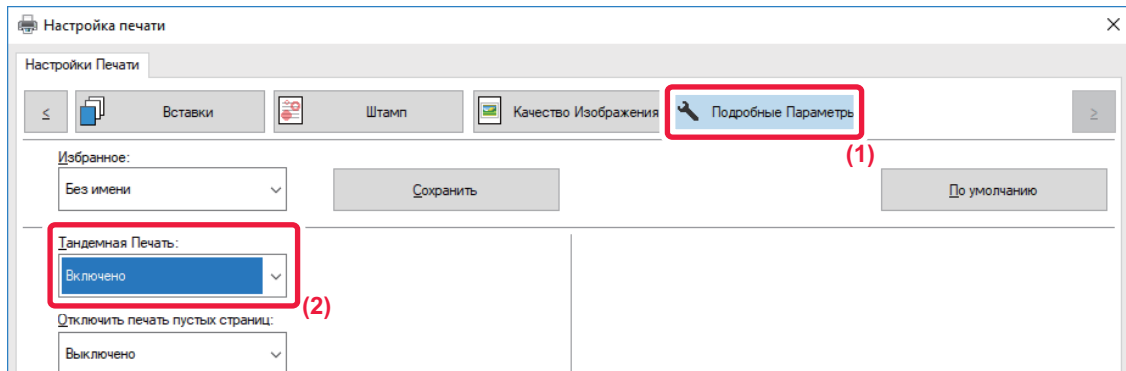 Настройка печати
Настройки Печати
< Вставки Штамп Качество Изображения Подробные Параметры >
(1)
Избранное:
Без имени Сохранить По умолчанию
Тандемная Печать:
Включено
(2)
Отключить печать пустых страниц:
Выключено